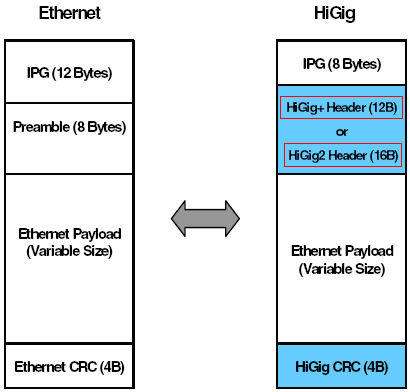 Ethernet
IPG (12 Bytes)
Preamble (8 Bytes)
Ethernet Payload
(Variable Size)
Ethernet CRC (4B)
HiGig
IPG (8 Bytes)
HiGig+ Header (12B)
or
HiGig2 Header (16B)
Ethernet Payload
(Variable Size)
HiGig CRC (4B)